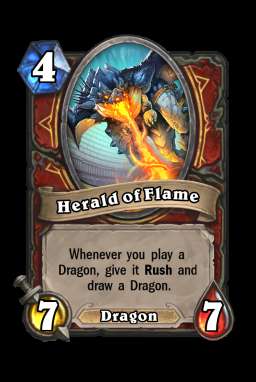 4
Herald of Flame
Whenever you play a
Dragon, give it Rush and
draw a Dragon.
7
Dragon
7